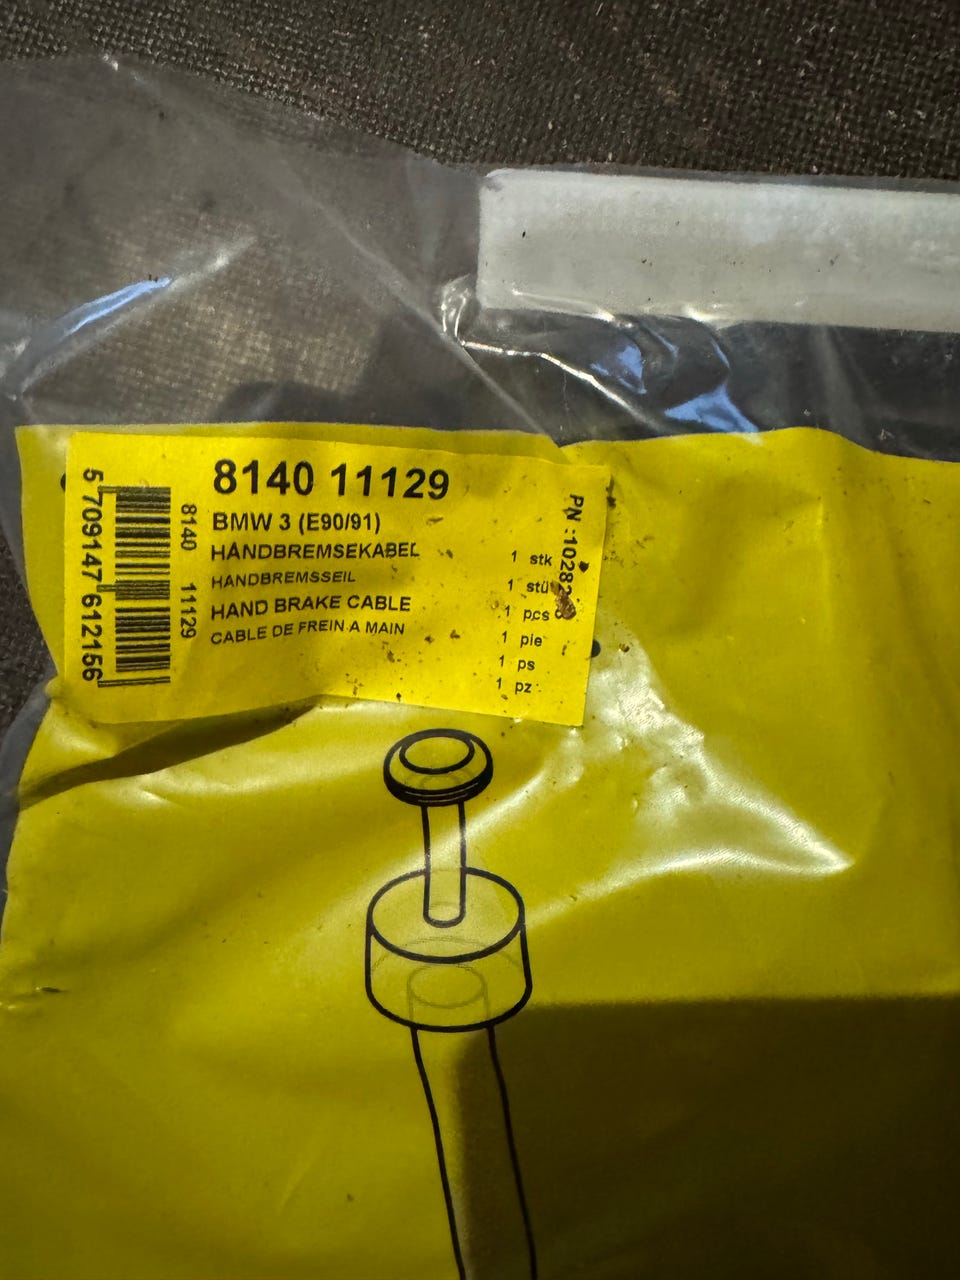 8140 11129
BMW 3 (E90/91)
HÅNDBREMSEKABEL
HANDBREMSSEIL
HAND BRAKE CABLE
CABLE DE FREIN A MAIN
1 stk
1 stü
1 pcs
1 pie
1 ps
1 pz
PN :
8140 11129
5 709147 612156